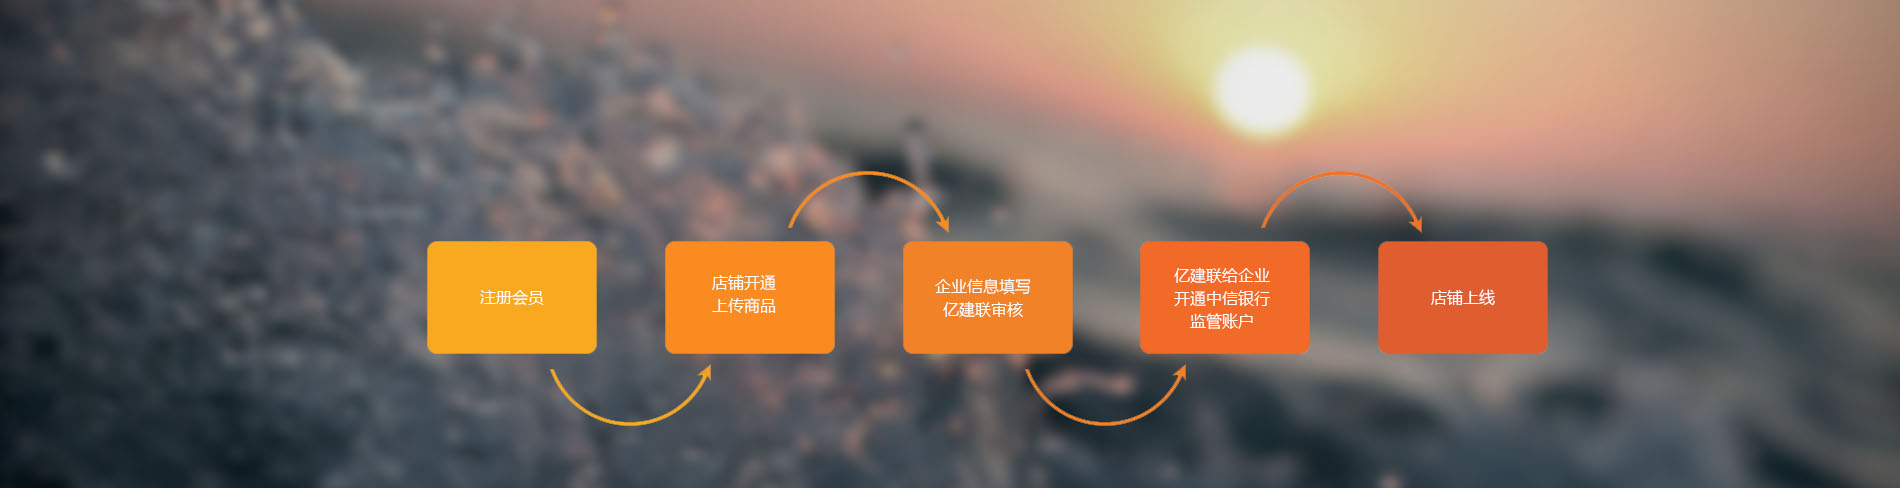 注册会员
店铺开通
上传商品
企业信息填写
亿建联审核
亿建联给企业
开通中信银行
监管账户
店铺上线